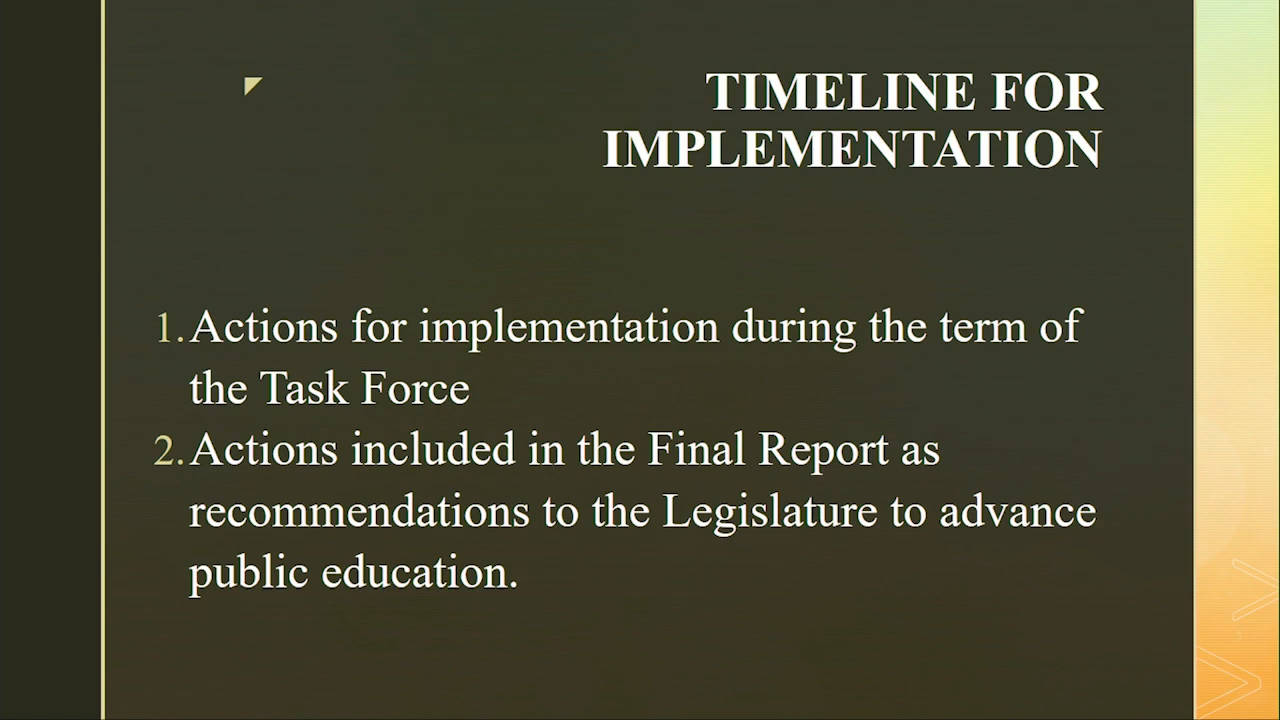 TIMELINE FOR
IMPLEMENTATION
1. Actions for implementation during the term of
the Task Force
2. Actions included in the Final Report as
recommendations to the Legislature to advance
public education.